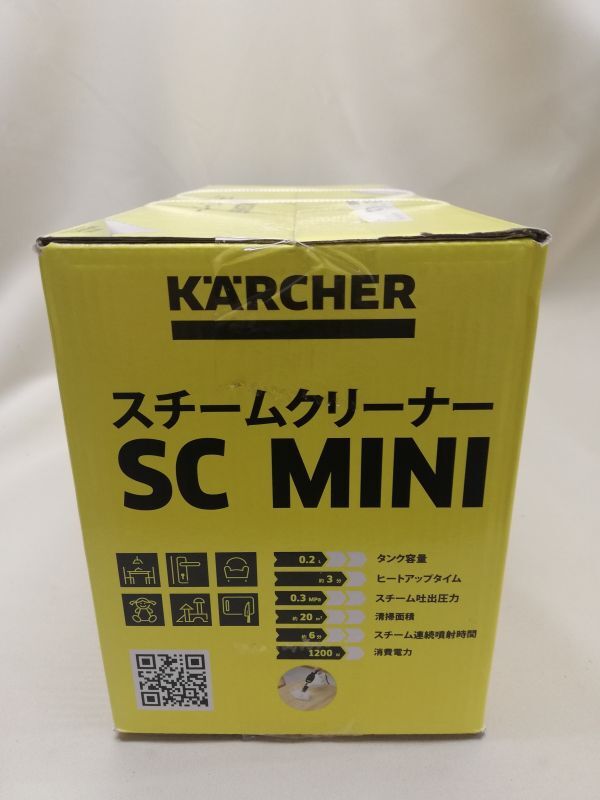 KÄRCHER
スチームクリーナー
SC MINI
0.2 L タンク容量
約 3 分 ヒートアップタイム
0.3 MPa スチーム吐出圧力
約 20 m² 清掃面積
約 6 分 スチーム連続噴射時間
1200 W 消費電力